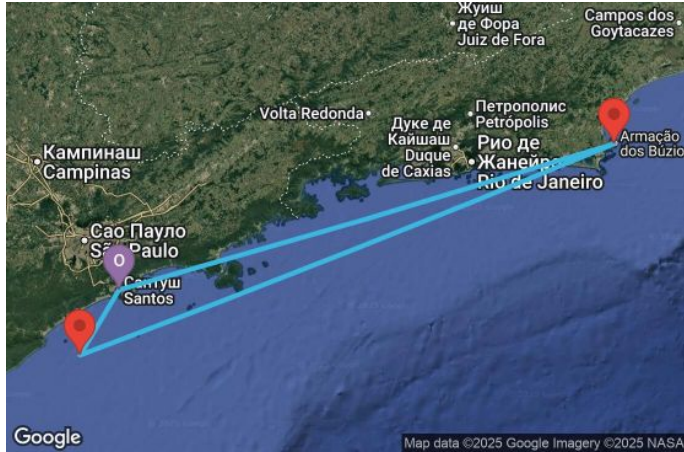 Жуиш
де Фора
Juiz de Fora
Campos dos
Goytacazes
Volta Redonda
Петрополис
Petrópolis
Дуке де
Кайшаш
Duque
de Caxias
Рио де
Жанейро
Rio de Janeiro
Armação
dos Búzio
Кампинаш
Campinas
Сао Пауло
São Paulo
O
Сантуш
Santos
Google
Map data ©2025 Google Imagery ©2025 NASA